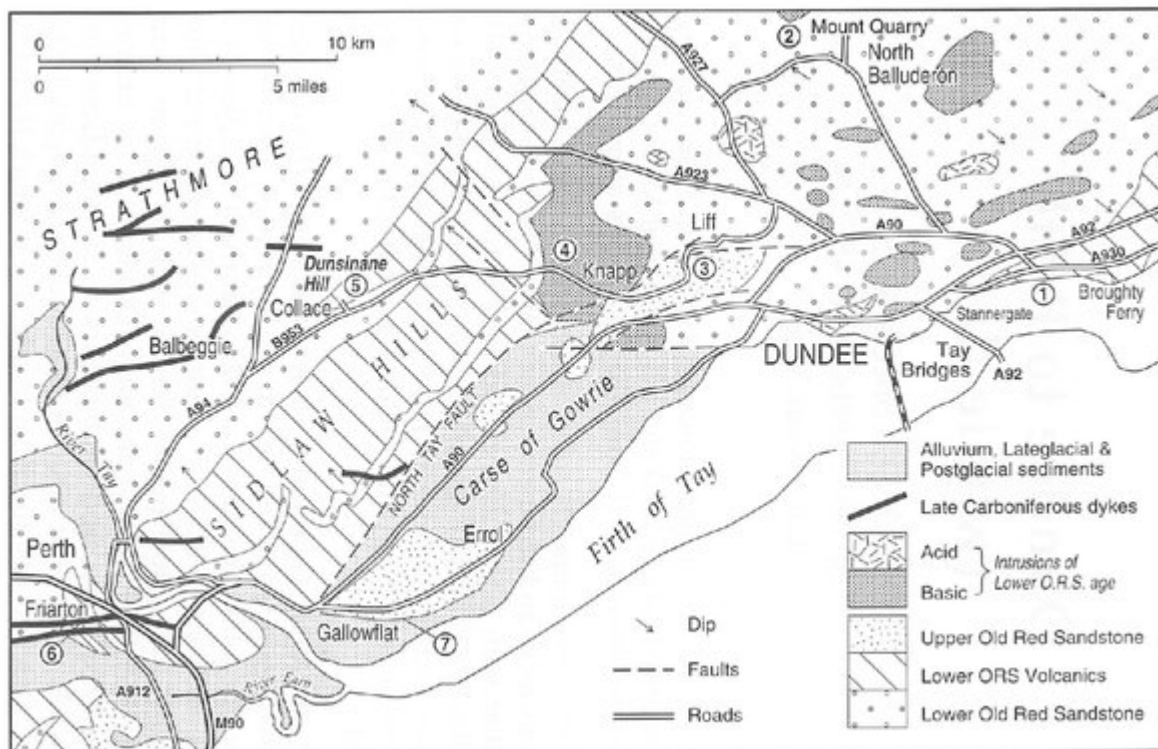 0 10 km
0 5 miles
STRATHMORE
A927
②
Mount Quarry
North
Balluderon
A923
Liff
③
A90
A92
A930
①
Broughty
Ferry
Stannergate
DUNDEE
Tay
Bridges
A92
④
Knapp
Dunsinane
Hill
⑤
Collace
B953
Balbeggie
A94
River Tay
SIDLAW HILLS
NORTH TAY FAULT
A90
Carse of Gowrie
Errol
Firth of Tay
Perth
Friarton
⑥
Gallowflat
⑦
A912
M90
River Earn
Dip
Faults
Roads
Alluvium, Lateglacial &
Postglacial sediments
Late Carboniferous dykes
Acid
Basic
Intrusions of
Lower O.R.S. age
Upper Old Red Sandstone
Lower ORS Volcanics
Lower Old Red Sandstone